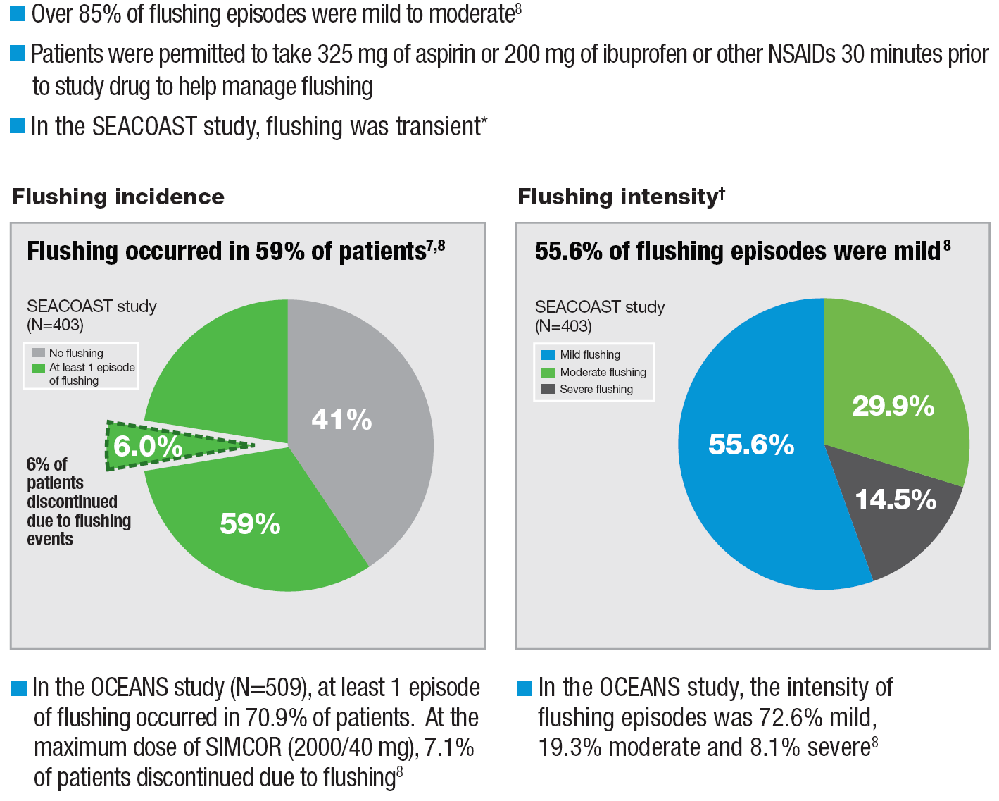 Over 85% of flushing episodes were mild to moderate8
Patients were permitted to take 325 mg of aspirin or 200 mg of ibuprofen or other NSAIDs 30 minutes prior
to study drug to help manage flushing
In the SEACOAST study, flushing was transient*
Flushing incidence
Flushing occurred in 59% of patients7,8
SEACOAST study
(N=403)
No flushing
At least 1 episode
of flushing
41%
6.0%
59%
6% of
patients
discontinued
due to flushing
events
In the OCEANS study (N=509), at least 1 episode
of flushing occurred in 70.9% of patients. At the
maximum dose of SIMCOR (2000/40 mg), 7.1%
of patients discontinued due to flushing8
Flushing intensity†
55.6% of flushing episodes were mild8
SEACOAST study
(N=403)
Mild flushing
Moderate flushing
Severe flushing
29.9%
55.6%
14.5%
In the OCEANS study, the intensity of
flushing episodes was 72.6% mild,
19.3% moderate and 8.1% severe8